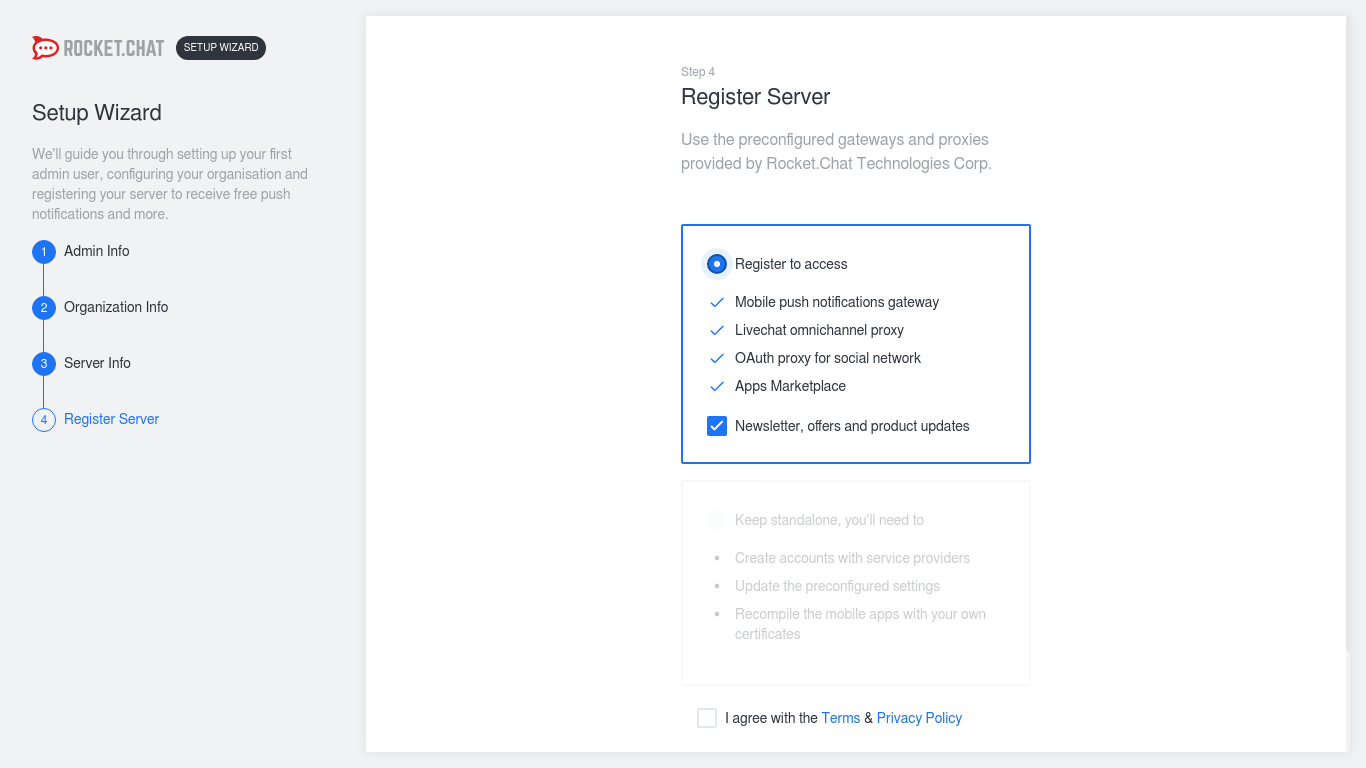 ROCKET.CHAT SETUP WIZARD
Setup Wizard
We'll guide you through setting up your first
admin user, configuring your organisation and
registering your server to receive free push
notifications and more.
1 Admin Info
2 Organization Info
3 Server Info
4 Register Server
Step 4
Register Server
Use the preconfigured gateways and proxies
provided by Rocket.Chat Technologies Corp.
Register to access
Mobile push notifications gateway
Livechat omnichannel proxy
OAuth proxy for social network
Apps Marketplace
Newsletter, offers and product updates
Keep standalone, you'll need to
Create accounts with service providers
Update the preconfigured settings
Recompile the mobile apps with your own
certificates
I agree with the Terms & Privacy Policy